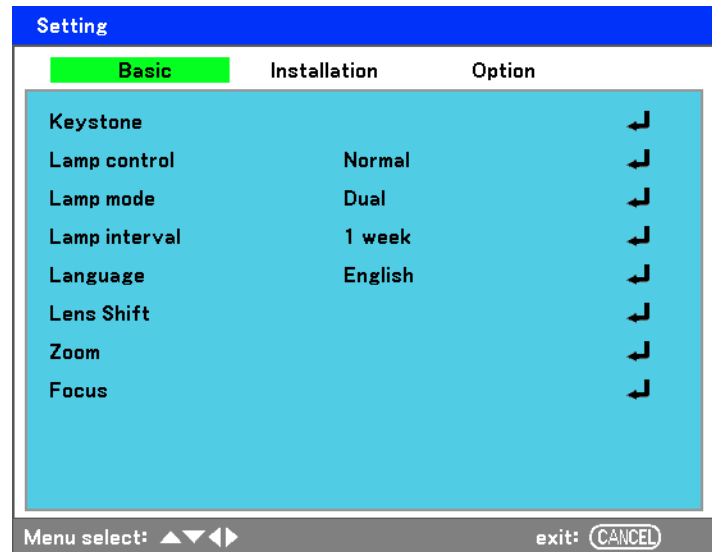 Setting
Basic Installation Option
Keystone
Lamp control Normal
Lamp mode Dual
Lamp interval 1 week
Language English
Lens Shift
Zoom
Focus
Menu select: ▲▼◀▶ exit: CANCEL